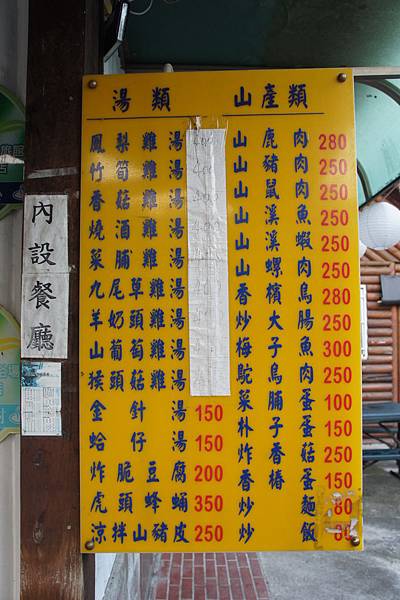 內設餐廳
湯類
鳳梨雞湯
竹筍雞湯
香菇雞湯
燒酒雞湯
菜脯雞湯
九尾草雞湯
羊奶頭雞湯
山葡萄雞湯
猴頭菇雞湯
金針湯 150
蛤仔湯 150
炸脆豆腐 200
虎頭蜂蛹 350
涼拌山豬皮 250
山產類
山鹿肉 280
山豬肉 250
山鼠肉 250
山溪魚 250
山溪蝦 250
山螺肉 250
香檳鳥 280
炒大腸 250
梅子魚 300
鴕鳥肉 250
菜脯蛋 100
朴子蛋 150
炸香菇 250
香椿蛋 150
炒麵 80
炒飯 80